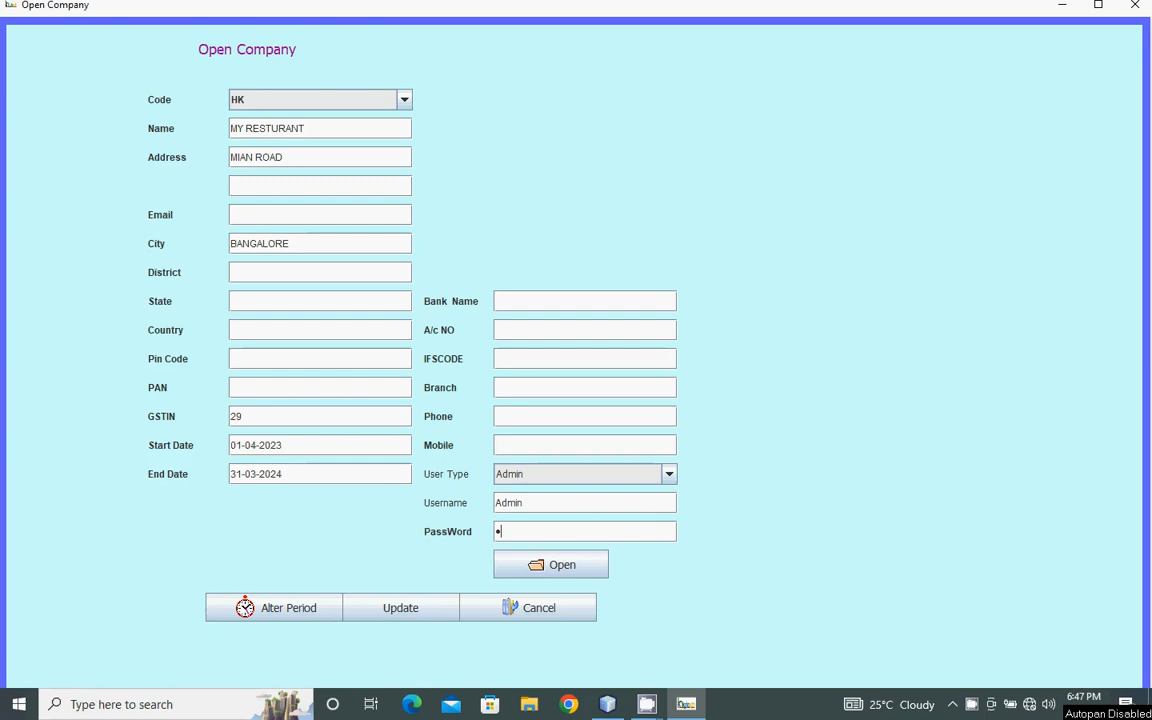 Open Company
Open Company
Code HK
Name MY RESTURANT
Address MIAN ROAD
Email
City BANGALORE
District
State Bank Name
Country A/c NO
Pin Code IFSCODE
PAN Branch
GSTIN 29 Phone
Start Date 01-04-2023 Mobile
End Date 31-03-2024 User Type Admin
Username Admin
PassWord
Open
Alter Period Update Cancel
Type here to search 25°C Cloudy 6:47 PM
Autopan Disabled